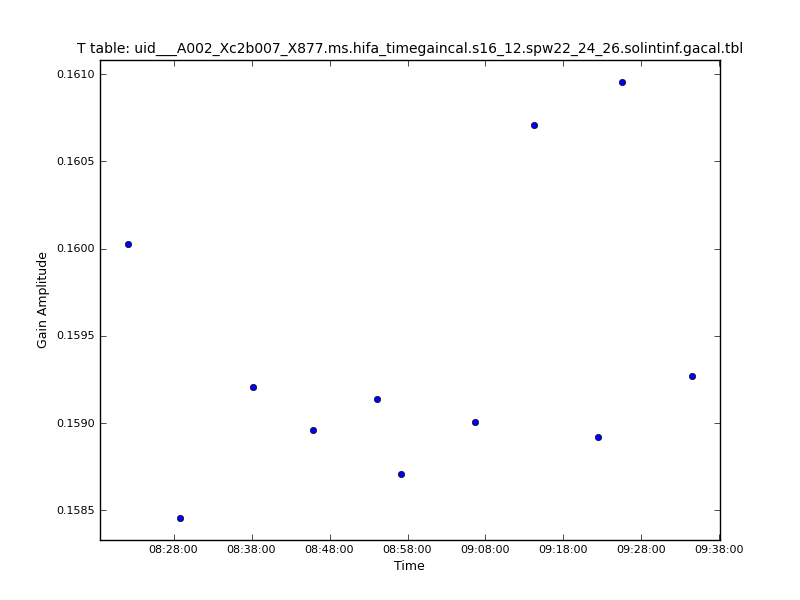 T table: uid___A002_Xc2b007_X877.ms.hifa_timegaincal.s16_12.spw22_24_26.solintinf.gacal.tbl
0.1610
0.1605
0.1600
0.1595
0.1590
0.1585
Gain Amplitude
08:28:00 08:38:00 08:48:00 08:58:00 09:08:00 09:18:00 09:28:00 09:38:00
Time